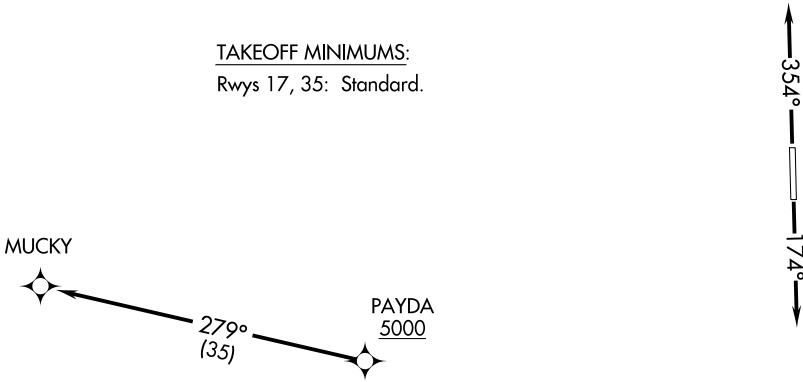 TAKEOFF MINIMUMS:
Rwys 17, 35: Standard.
354°
174°
MUCKY
279°
(35)
PAYDA
5000